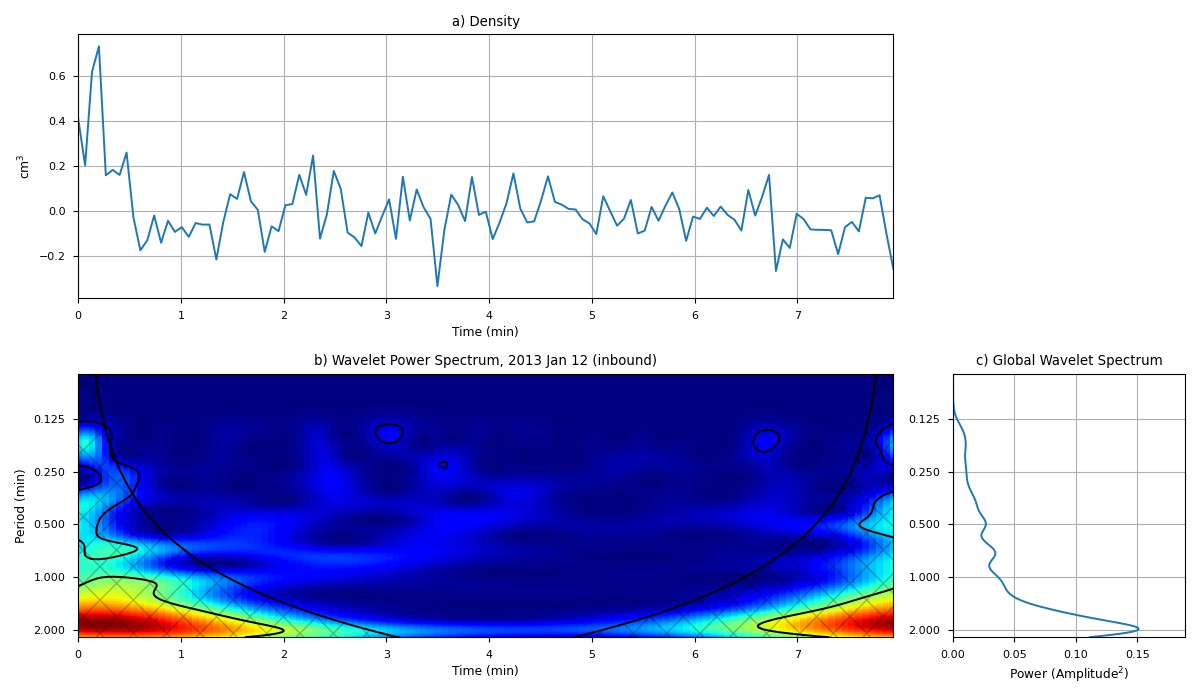 a) Density
0.6
0.4
0.2
0.0
−0.2
cm³
0 1 2 3 4 5 6 7
Time (min)
b) Wavelet Power Spectrum, 2013 Jan 12 (inbound)
0.125
0.250
0.500
1.000
2.000
Period (min)
0 1 2 3 4 5 6 7
Time (min)
c) Global Wavelet Spectrum
0.125
0.250
0.500
1.000
2.000
0.00 0.05 0.10 0.15
Power (Amplitude²)